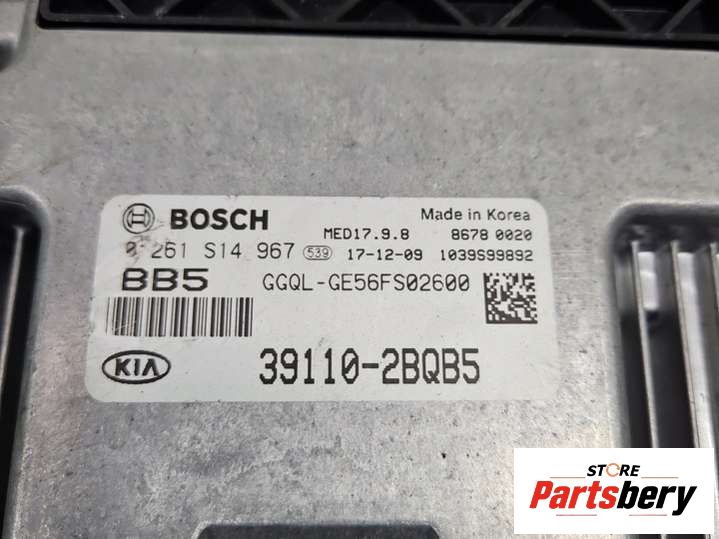 BOSCH
Made in Korea
MED17.9.8 8678 0020
0 261 S14 967 539 17-12-09 1039S99892
BB5 GGQL-GE56FS02600
KIA 39110-2BQB5
STORE
Partsbery